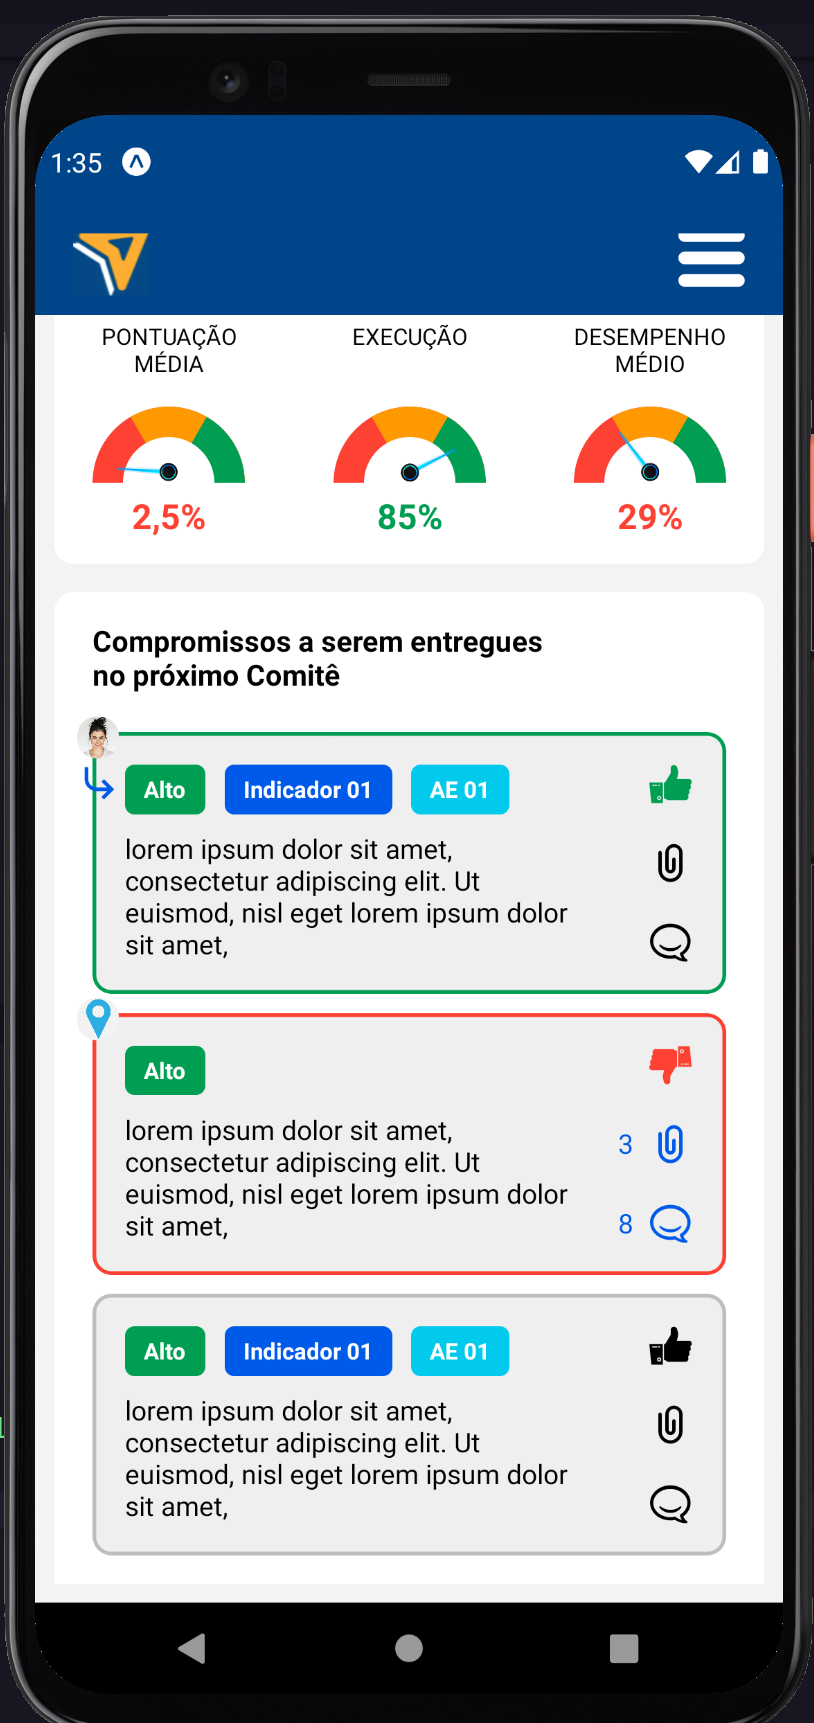 1:35
PONTUAÇÃO
MÉDIA
EXECUÇÃO
DESEMPENHO
MÉDIO
2,5%
85%
29%
Compromissos a serem entregues
no próximo Comitê
Alto Indicador 01 AE 01
lorem ipsum dolor sit amet,
consectetur adipiscing elit. Ut
euismod, nisl eget lorem ipsum dolor
sit amet,
Alto
lorem ipsum dolor sit amet,
consectetur adipiscing elit. Ut
euismod, nisl eget lorem ipsum dolor
sit amet,
3
8
Alto Indicador 01 AE 01
lorem ipsum dolor sit amet,
consectetur adipiscing elit. Ut
euismod, nisl eget lorem ipsum dolor
sit amet,